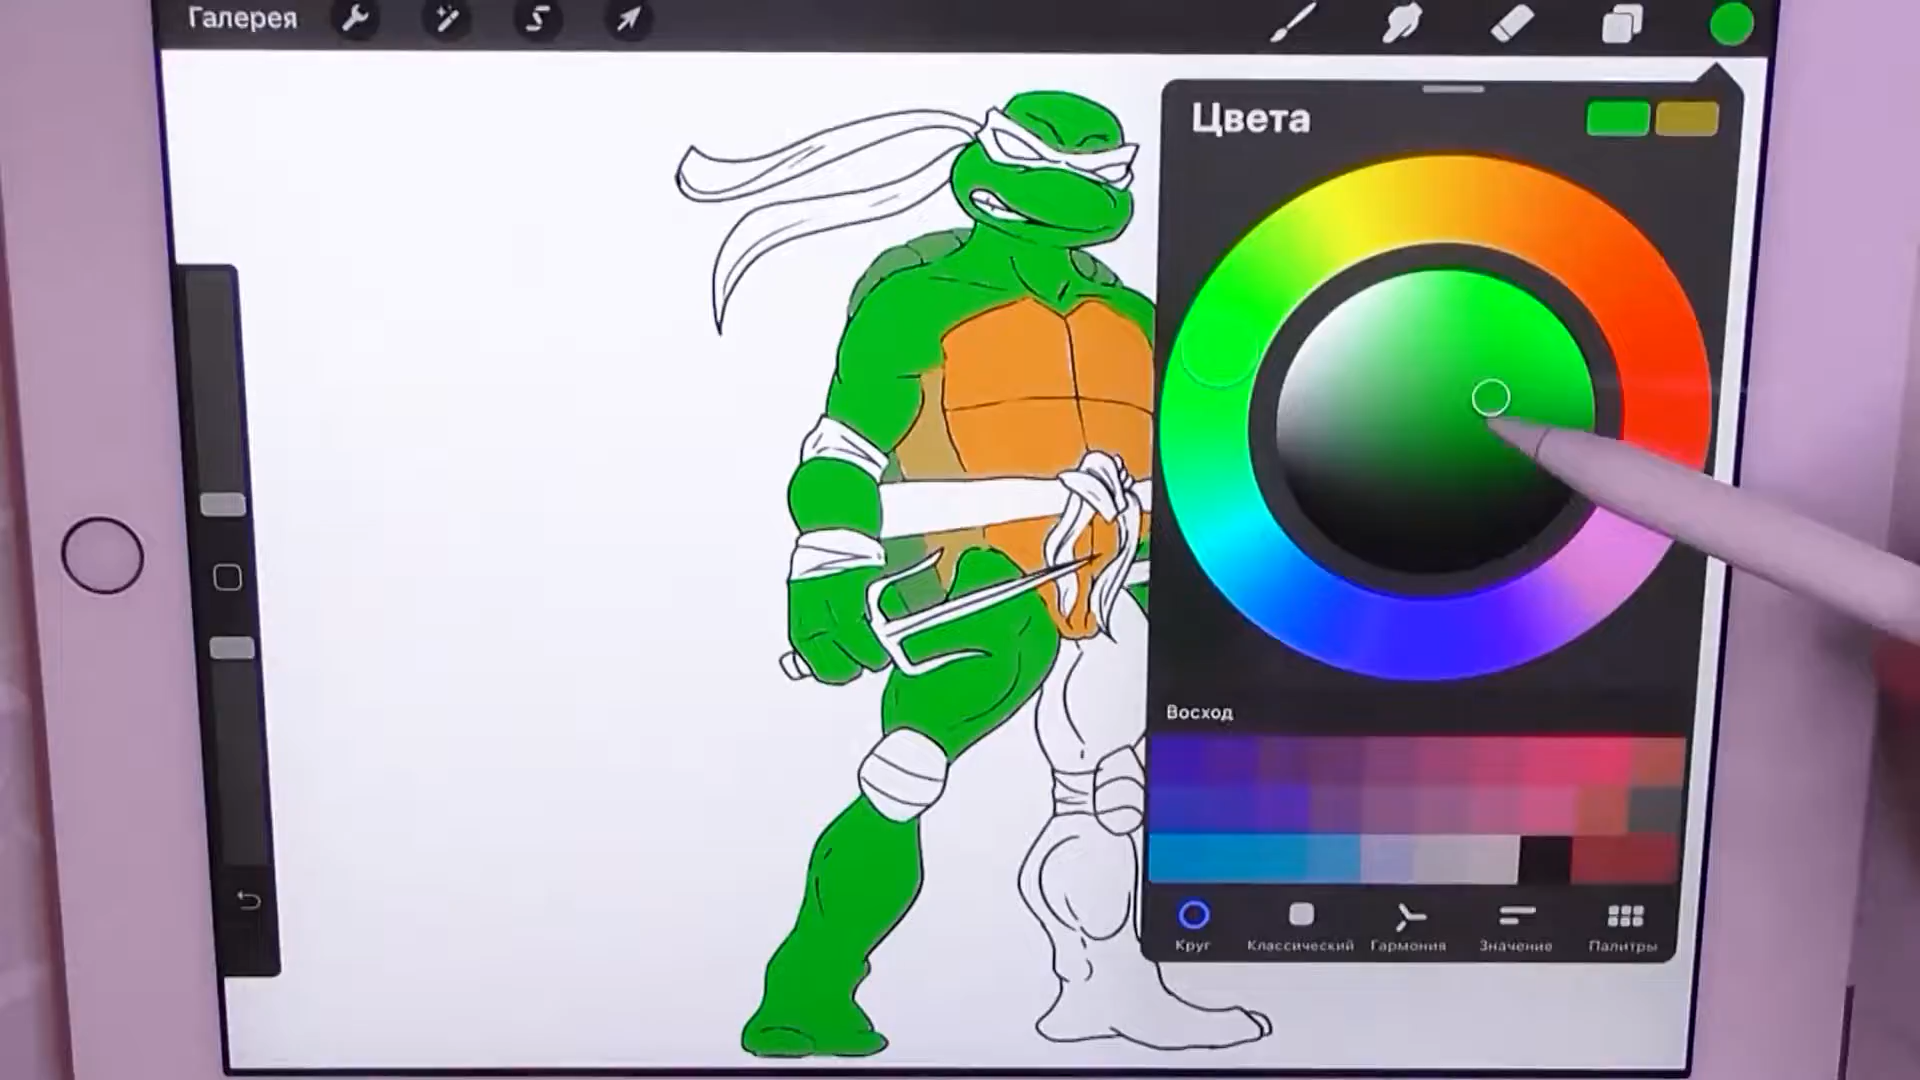 Галерея
Цвета
Восход
Круг
Классический
Гармония
Значение
Палитры